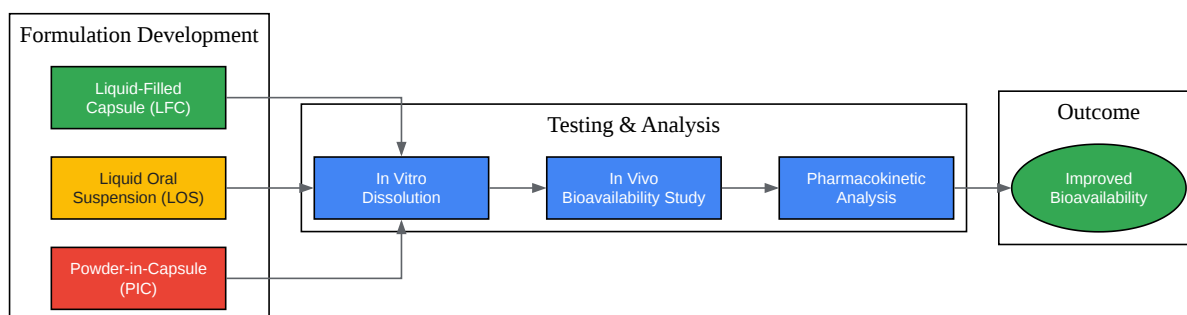 Formulation Development
Liquid-Filled
Capsule (LFC)
Liquid Oral
Suspension (LOS)
Powder-in-Capsule
(PIC)
Testing & Analysis
In Vitro
Dissolution
In Vivo
Bioavailability Study
Pharmacokinetic
Analysis
Outcome
Improved
Bioavailability